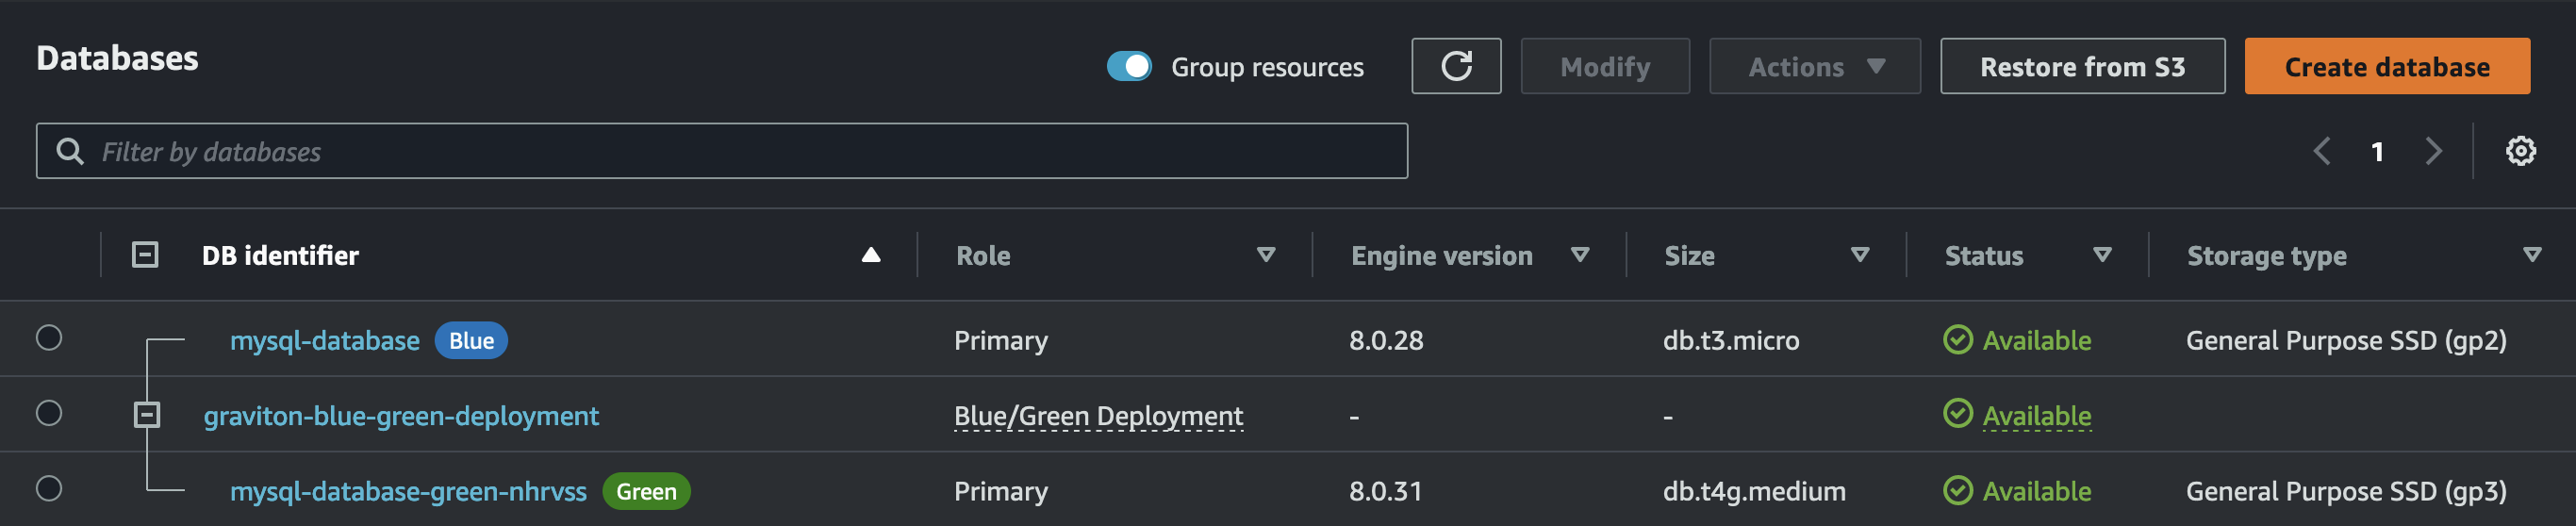 Databases
Group resources
Modify
Actions
Restore from S3
Create database
Filter by databases
1
DB identifier Role Engine version Size Status Storage type
mysql-database Blue Primary 8.0.28 db.t3.micro Available General Purpose SSD (gp2)
graviton-blue-green-deployment Blue/Green Deployment - - Available
mysql-database-green-nhrvss Green Primary 8.0.31 db.t4g.medium Available General Purpose SSD (gp3)